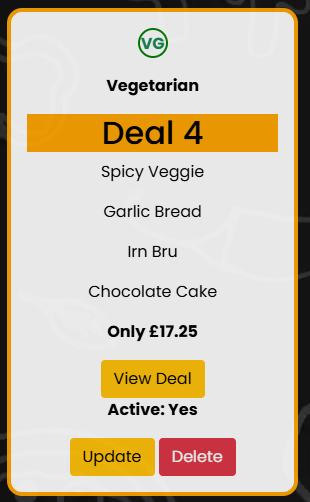 VG
Vegetarian
Deal 4
Spicy Veggie
Garlic Bread
Irn Bru
Chocolate Cake
Only £17.25
View Deal
Active: Yes
Update Delete